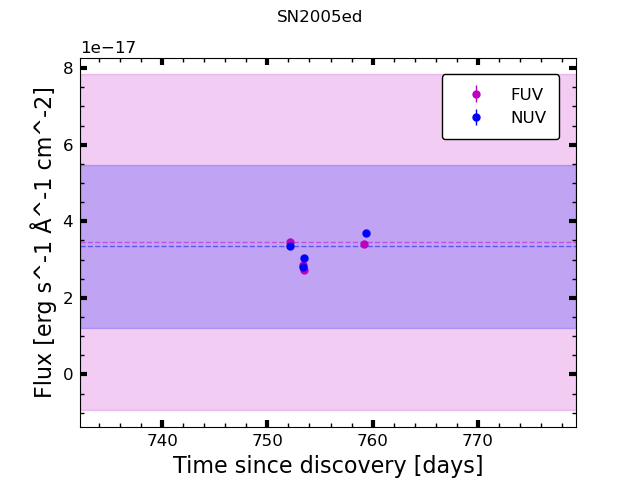 SN2005ed
1e−17
8
6
4
2
0
Flux [erg s^-1 Å^-1 cm^-2]
FUV
NUV
740 750 760 770
Time since discovery [days]